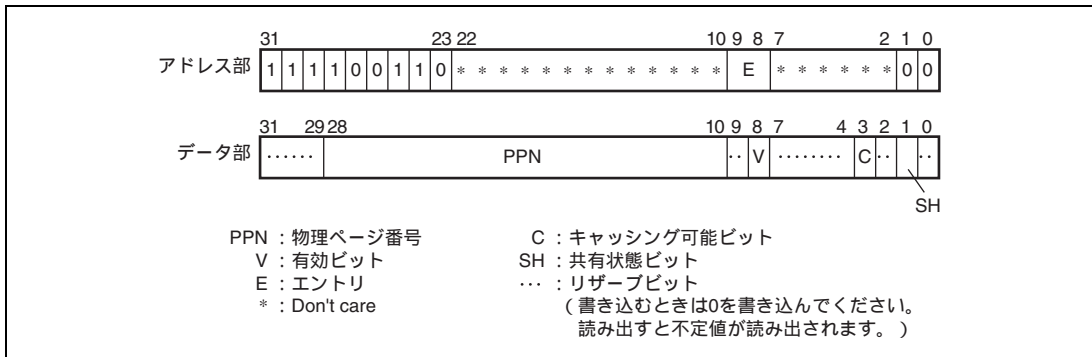 31 23 22 10 9 8 7 2 1 0
アドレス部 1 1 1 1 0 0 1 1 0 * * * * * * * * * * * * * E * * * * * * 0 0
31 29 28 10 9 8 7 4 3 2 1 0
データ部 ‥‥‥ PPN ‥ V ‥‥‥‥ C ‥ ‥
SH
PPN : 物理ページ番号 C : キャッシング可能ビット
V : 有効ビット SH : 共有状態ビット
E : エントリ … : リザーブビット
* : Don't care (書き込むときは0を書き込んでください。
読み出すと不定値が読み出されます。)